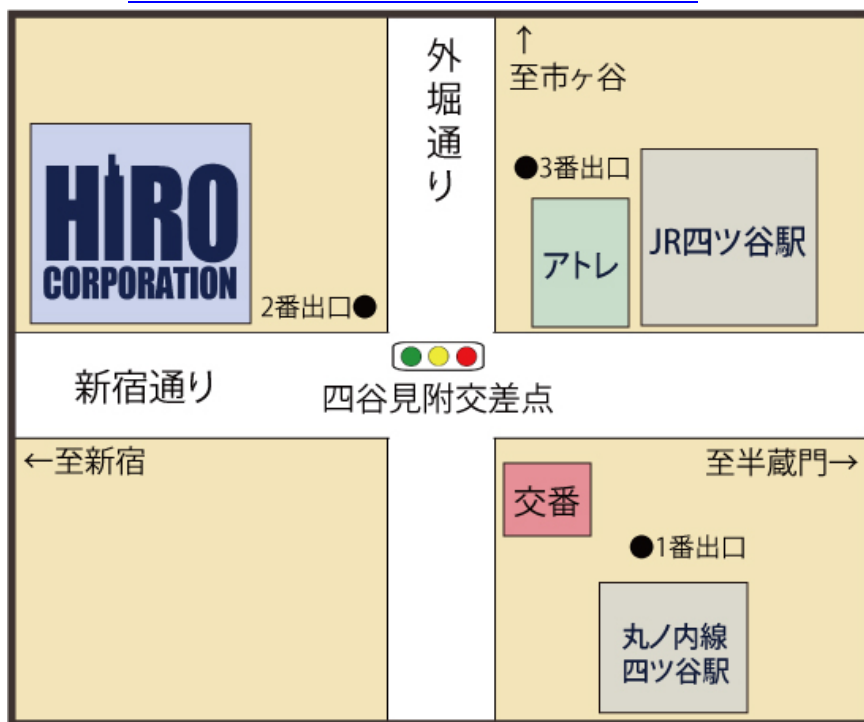 外堀通り
↑
至市ヶ谷
●3番出口
JR四ツ谷駅
アトレ
HIRO
CORPORATION
2番出口●
新宿通り
四谷見附交差点
←至新宿
至半蔵門→
交番
●1番出口
丸ノ内線
四ツ谷駅